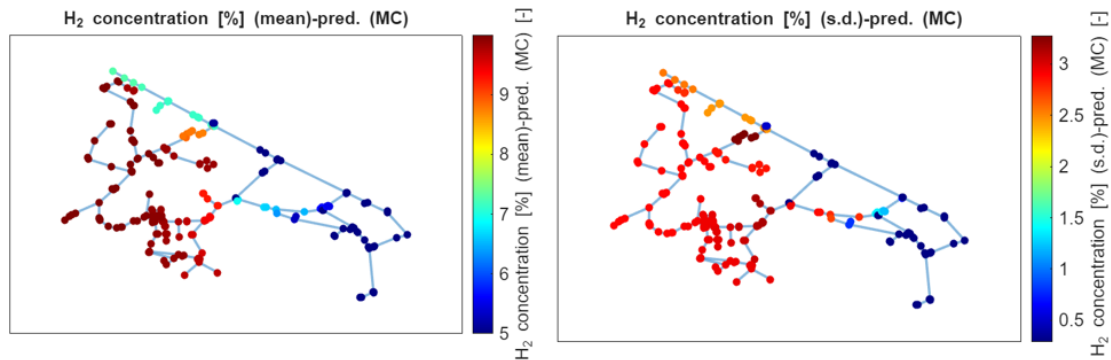 H2 concentration [%] (mean)-pred. (MC)
9
8
7
6
5
H2 concentration [%] (mean)-pred. (MC) [-]
H2 concentration [%] (s.d.)-pred. (MC)
3
2.5
2
1.5
1
0.5
H2 concentration [%] (s.d.)-pred. (MC) [-]